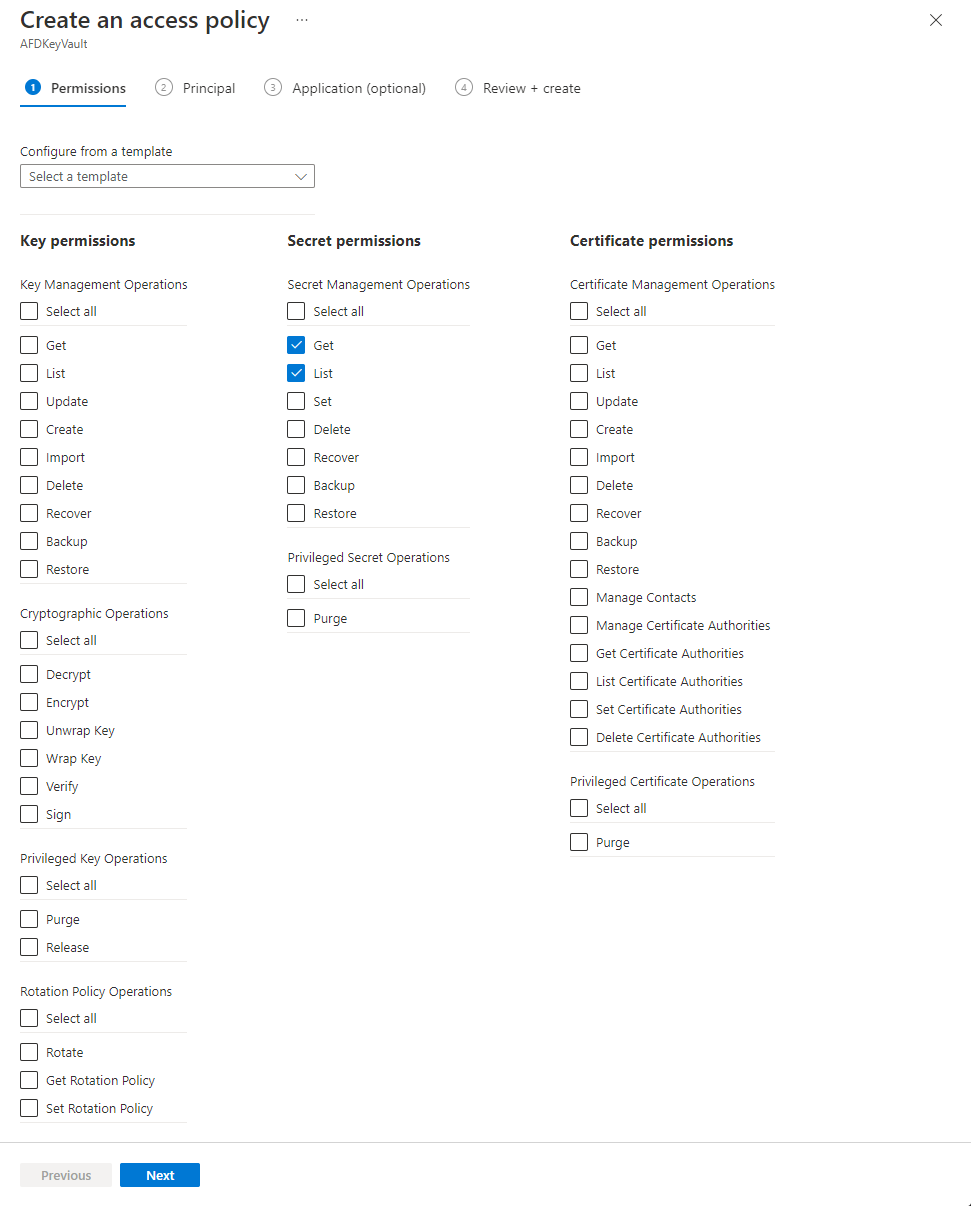 Create an access policy ...
AFDKeyVault
1 Permissions 2 Principal 3 Application (optional) 4 Review + create
Configure from a template
Select a template
Key permissions
Key Management Operations
Select all
Get
List
Update
Create
Import
Delete
Recover
Backup
Restore
Cryptographic Operations
Select all
Decrypt
Encrypt
Unwrap Key
Wrap Key
Verify
Sign
Privileged Key Operations
Select all
Purge
Release
Rotation Policy Operations
Select all
Rotate
Get Rotation Policy
Set Rotation Policy
Secret permissions
Secret Management Operations
Select all
Get
List
Set
Delete
Recover
Backup
Restore
Privileged Secret Operations
Select all
Purge
Certificate permissions
Certificate Management Operations
Select all
Get
List
Update
Create
Import
Delete
Recover
Backup
Restore
Manage Contacts
Manage Certificate Authorities
Get Certificate Authorities
List Certificate Authorities
Set Certificate Authorities
Delete Certificate Authorities
Privileged Certificate Operations
Select all
Purge
Previous Next